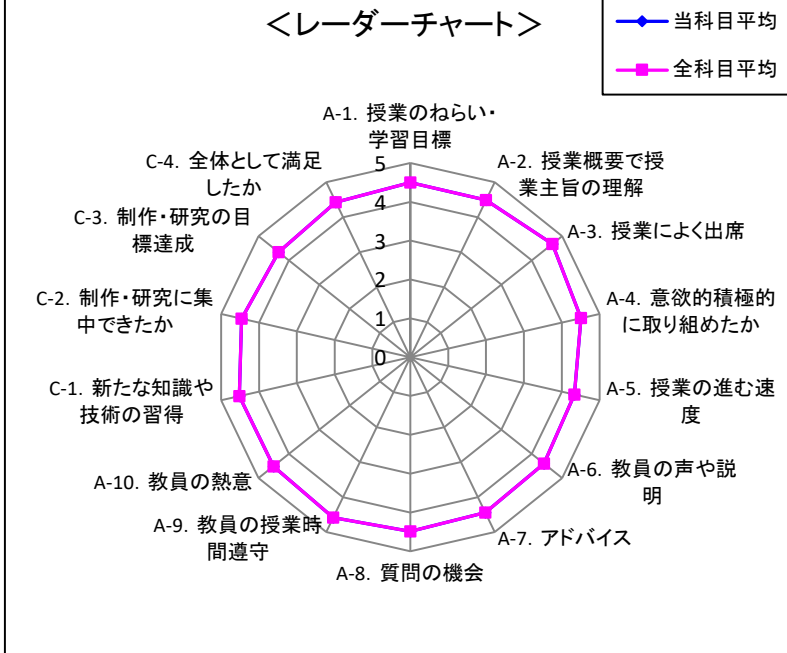 ＜レーダーチャート＞
当科目平均
全科目平均
A-1. 授業のねらい・
学習目標
A-2. 授業概要で授
業主旨の理解
A-3. 授業によく出席
A-4. 意欲的積極的
に取り組めたか
A-5. 授業の進む速
度
A-6. 教員の声や説
明
A-7. アドバイス
A-8. 質問の機会
A-9. 教員の授業時
間遵守
A-10. 教員の熱意
C-1. 新たな知識や
技術の習得
C-2. 制作・研究に集
中できたか
C-3. 制作・研究の目
標達成
C-4. 全体として満足
したか
5
4
3
2
1
0